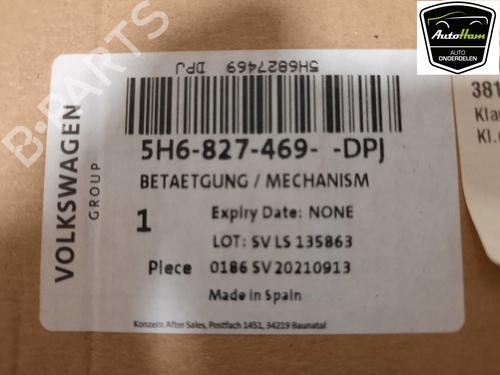 AutoHam
AUTO
ONDERDELEN
B-PARTS
VOLKSWAGEN
GROUP
5H6827469 DPJ
5H6-827-469- -DPJ
BETAETGUNG / MECHANISM
1
Expiry Date: NONE
LOT: SV LS 135863
Piece
0186 SV 20210913
Made in Spain
Konzern After Sales, Postfach 1451, 34219 Baunatal
381
Kla
Kl.